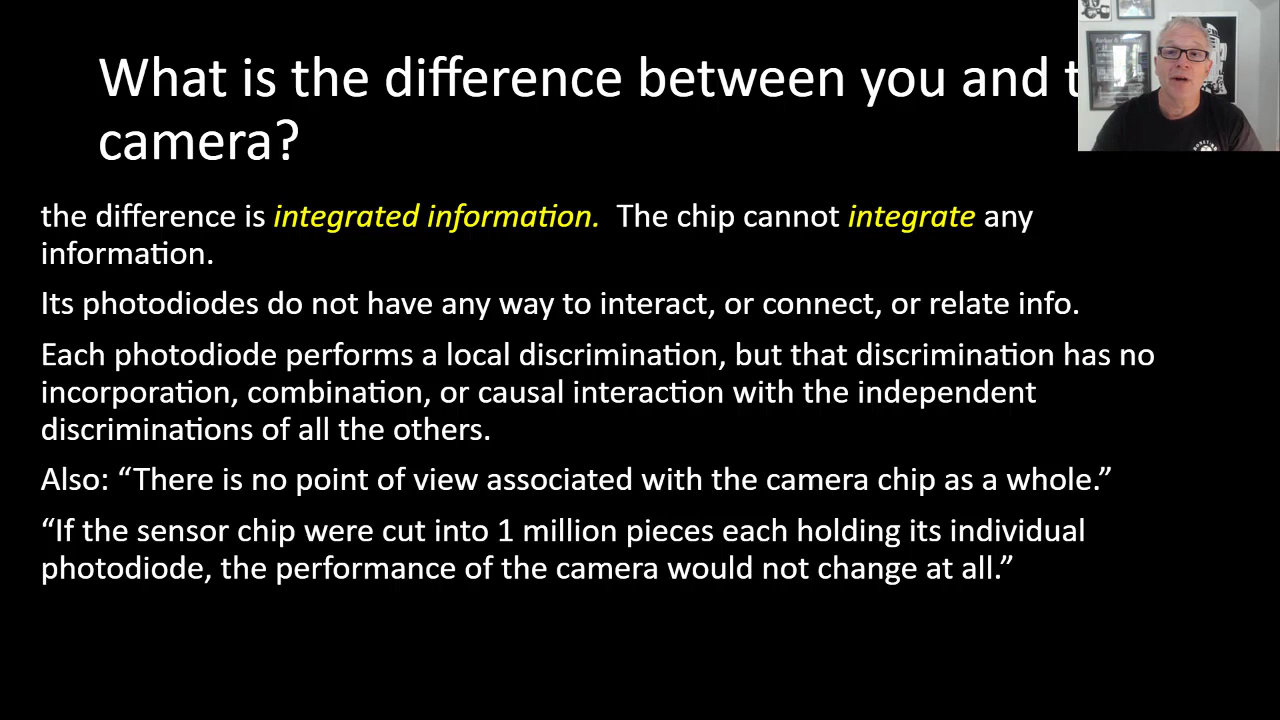 What is the difference between you and t
camera?
the difference is integrated information. The chip cannot integrate any
information.
Its photodiodes do not have any way to interact, or connect, or relate info.
Each photodiode performs a local discrimination, but that discrimination has no
incorporation, combination, or causal interaction with the independent
discriminations of all the others.
Also: “There is no point of view associated with the camera chip as a whole.”
“If the sensor chip were cut into 1 million pieces each holding its individual
photodiode, the performance of the camera would not change at all.”